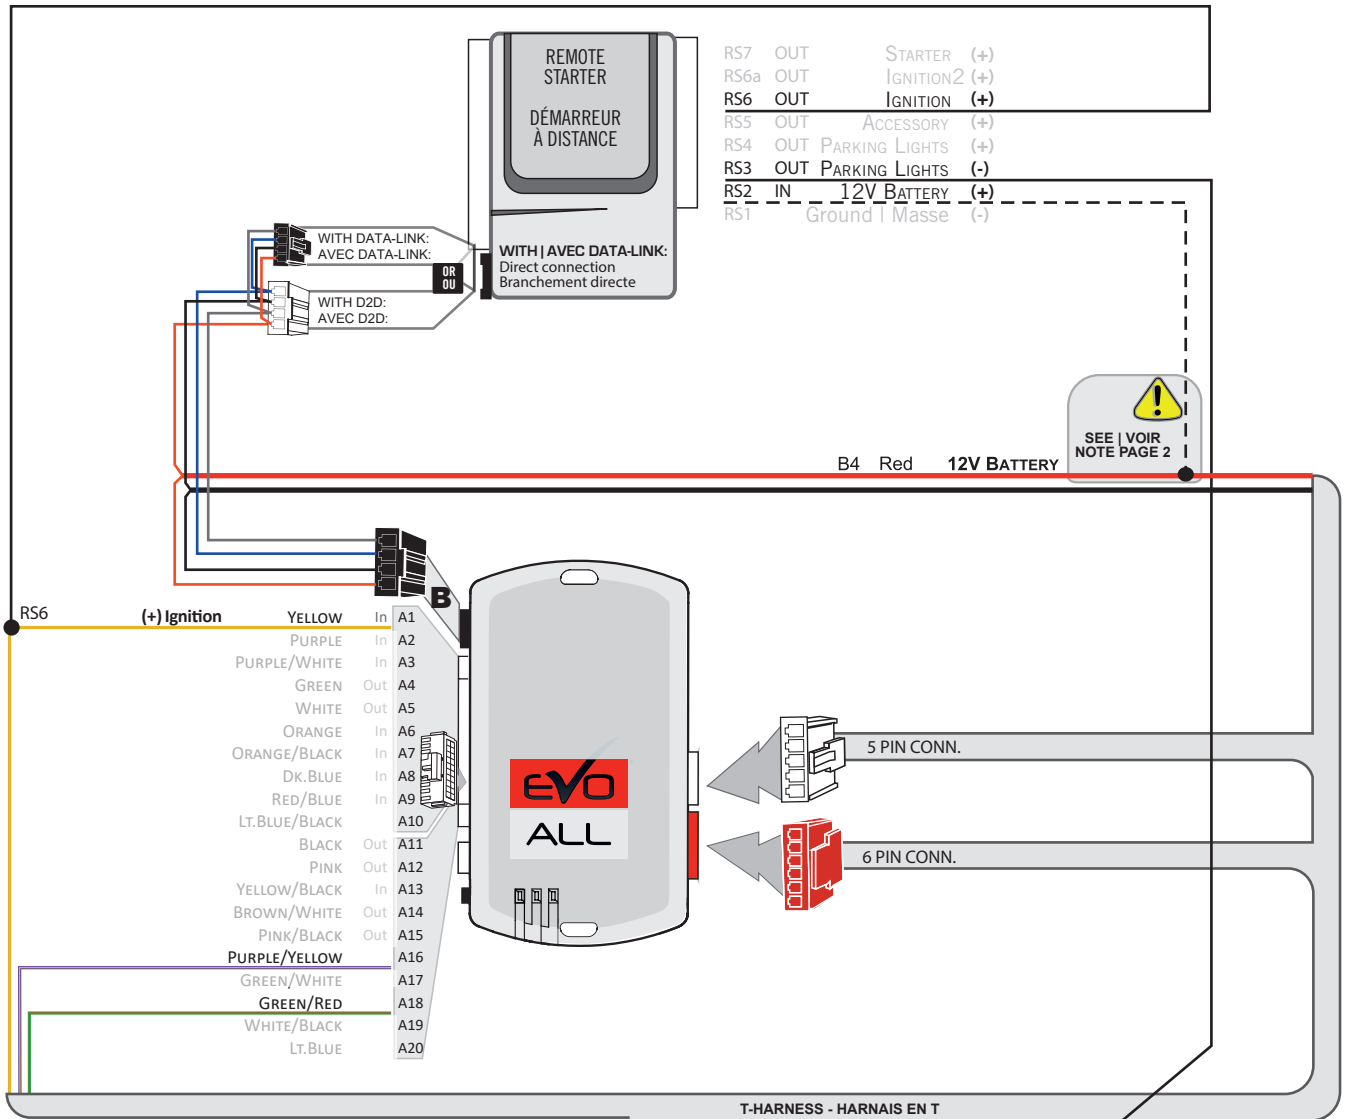 REMOTE
STARTER
DÉMARREUR
À DISTANCE
WITH | AVEC DATA-LINK:
Direct connection
Branchement directe
RS7 OUT STARTER (+)
RS6a OUT IGNITION2 (+)
RS6 OUT IGNITION (+)
RS5 OUT ACCESSORY (+)
RS4 OUT PARKING LIGHTS (+)
RS3 OUT PARKING LIGHTS (-)
RS2 IN 12V BATTERY (+)
RS1 Ground | Masse (-)
WITH DATA-LINK:
AVEC DATA-LINK:
OR
OU
WITH D2D:
AVEC D2D:
SEE | VOIR
NOTE PAGE 2
B4 Red 12V BATTERY
B
RS6 (+) Ignition YELLOW In A1
PURPLE In A2
PURPLE/WHITE In A3
GREEN Out A4
WHITE Out A5
ORANGE In A6
ORANGE/BLACK In A7
DK.BLUE In A8
RED/BLUE In A9
LT.BLUE/BLACK A10
BLACK Out A11
PINK Out A12
YELLOW/BLACK In A13
BROWN/WHITE Out A14
PINK/BLACK Out A15
PURPLE/YELLOW A16
GREEN/WHITE A17
GREEN/RED A18
WHITE/BLACK A19
LT.BLUE A20
EVO
ALL
5 PIN CONN.
6 PIN CONN.
T-HARNESS - HARNAIS EN T